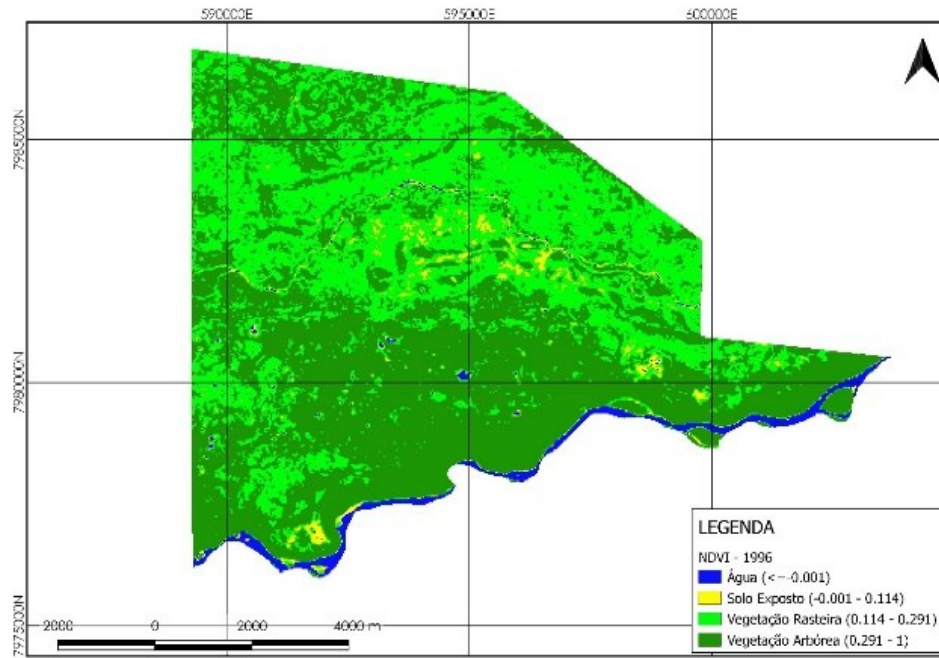 590000E 595000E 600000E
7985000N
7980000N
7975000N
LEGENDA
NDVI - 1996
Água (<=-0.001)
Solo Exposto (-0.001 - 0.114)
Vegetação Rasteira (0.114 - 0.291)
Vegetação Arbórea (0.291 - 1)
2000 0 2000 4000 m